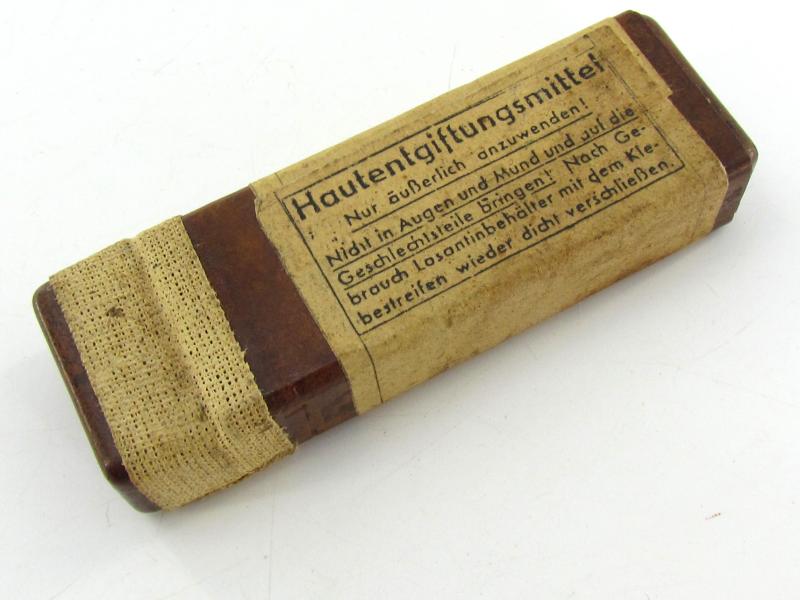 Hautentgiftungsmittel
Nur äußerlich anzuwenden!
Nicht in Augen und Mund und auf die
Geschlechtsteile bringen! Nach Ge-
brauch Losantinbehälter mit dem Kle-
bestreifen wieder dicht verschließen.